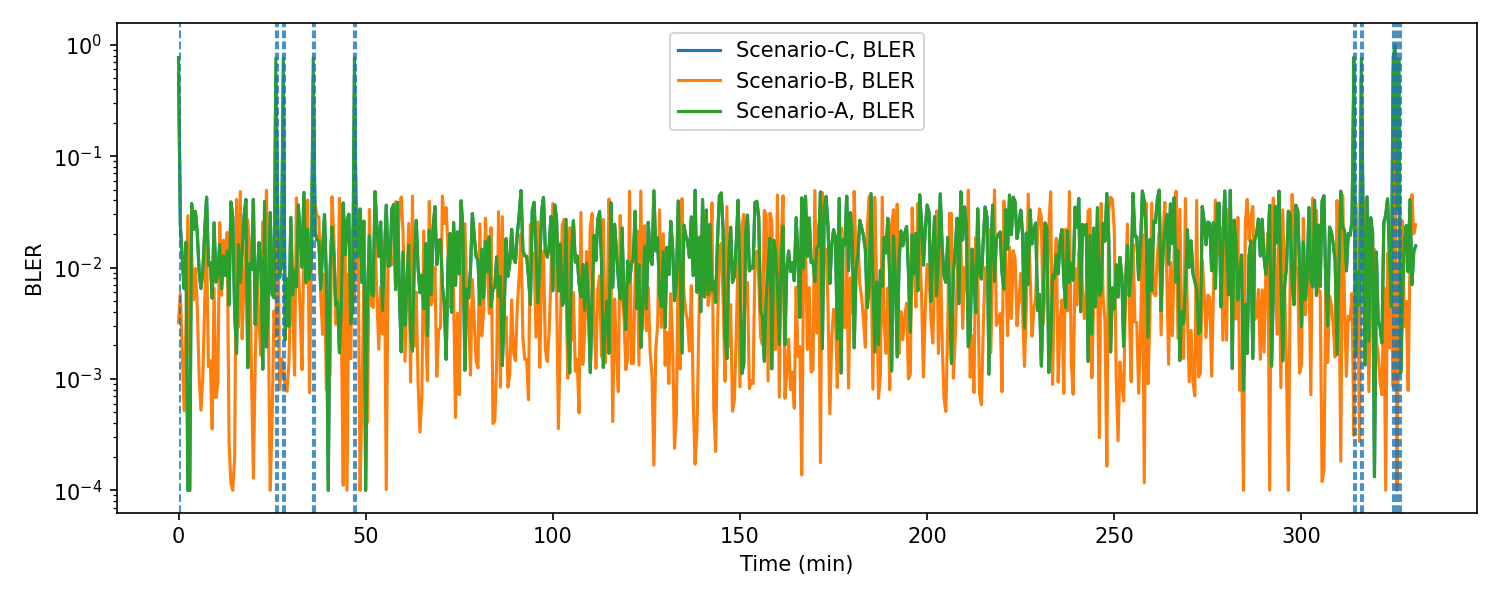 Scenario-C, BLER
Scenario-B, BLER
Scenario-A, BLER
BLER
10⁰
10⁻¹
10⁻²
10⁻³
10⁻⁴
0 50 100 150 200 250 300
Time (min)